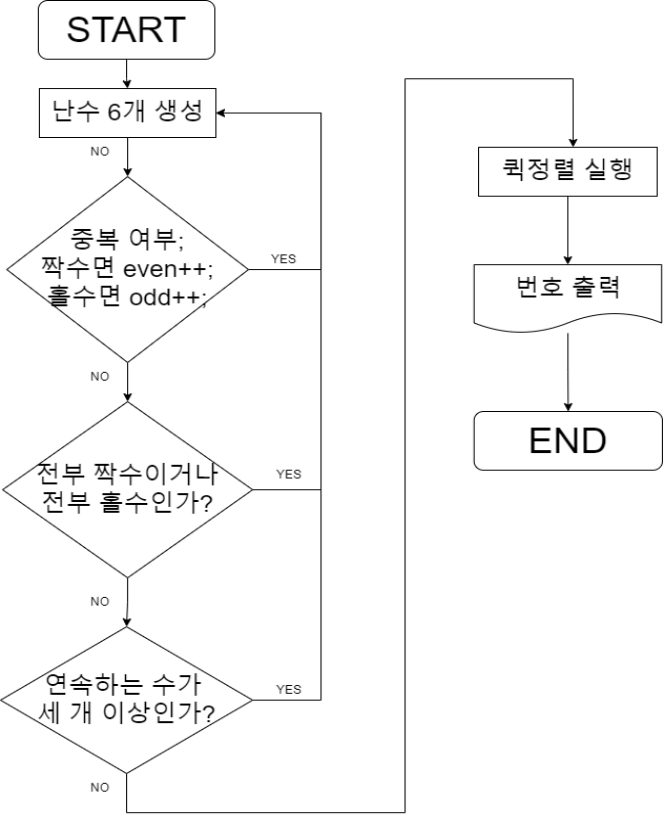 START
난수 6개 생성
NO
중복 여부;
짝수면 even++;
홀수면 odd++;
YES
NO
전부 짝수이거나
전부 홀수인가?
YES
NO
연속하는 수가
세 개 이상인가?
YES
NO
퀵정렬 실행
번호 출력
END